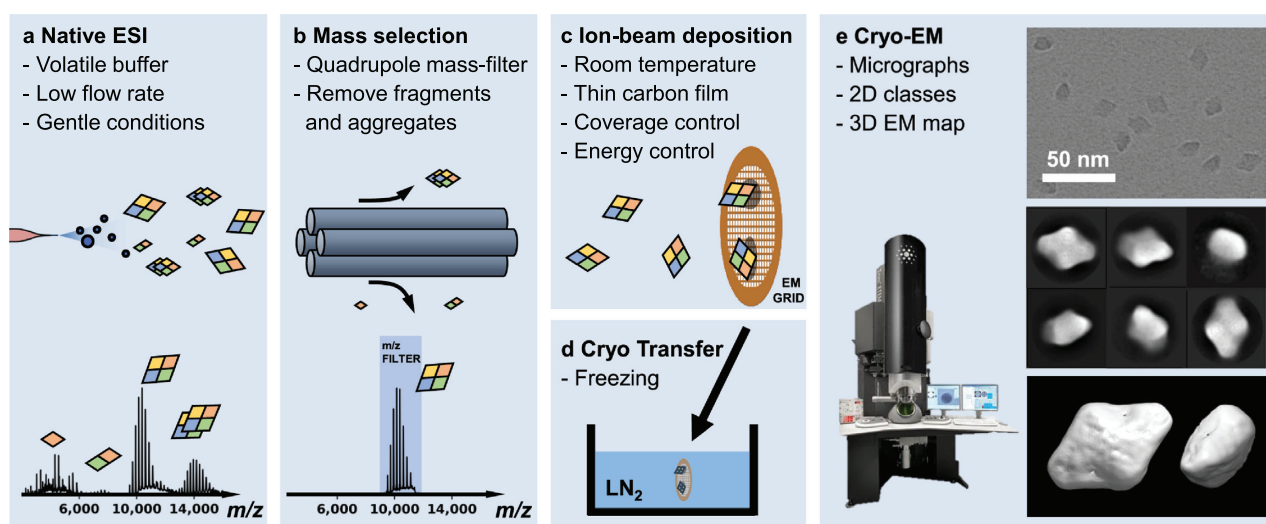 a Native ESI
- Volatile buffer
- Low flow rate
- Gentle conditions
6,000 10,000 14,000 m/z
b Mass selection
- Quadrupole mass-filter
- Remove fragments
and aggregates
m/z
FILTER
6,000 10,000 14,000 m/z
c Ion-beam deposition
- Room temperature
- Thin carbon film
- Coverage control
- Energy control
EM
GRID
d Cryo Transfer
- Freezing
LN2
e Cryo-EM
- Micrographs
- 2D classes
- 3D EM map
50 nm